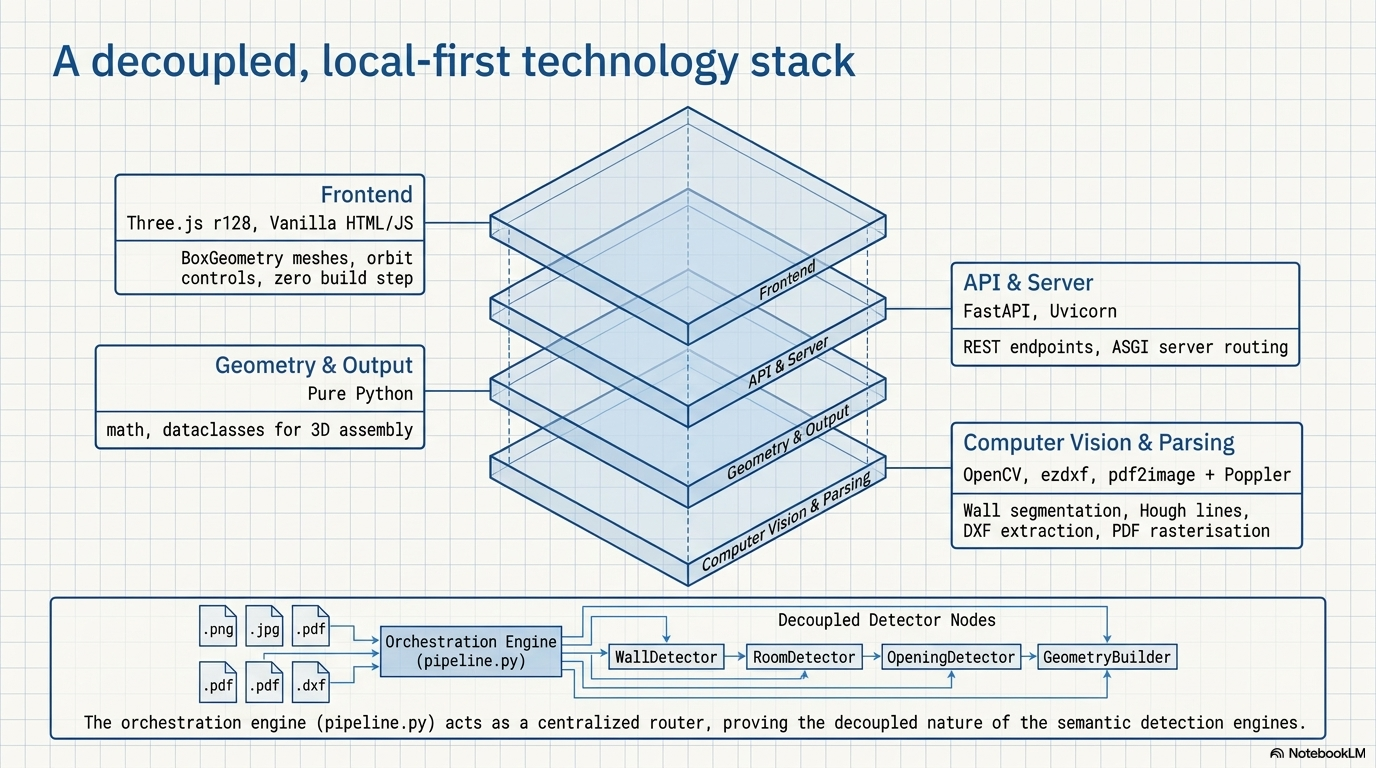 A decoupled, local-first technology stack
Frontend
Three.js r128, Vanilla HTML/JS
BoxGeometry meshes, orbit
controls, zero build step
Geometry & Output
Pure Python
math, dataclasses for 3D assembly
Frontend
API & Server
Geometry & Output
Computer Vision & Parsing
API & Server
FastAPI, Uvicorn
REST endpoints, ASGI server routing
Computer Vision & Parsing
OpenCV, ezdxf, pdf2image + Poppler
Wall segmentation, Hough lines,
DXF extraction, PDF rasterisation
.png .jpg .pdf
.pdf .pdf .dxf
Orchestration Engine
(pipeline.py)
Decoupled Detector Nodes
WallDetector RoomDetector OpeningDetector GeometryBuilder
The orchestration engine (pipeline.py) acts as a centralized router, proving the decoupled nature of the semantic detection engines.
NotebookLM